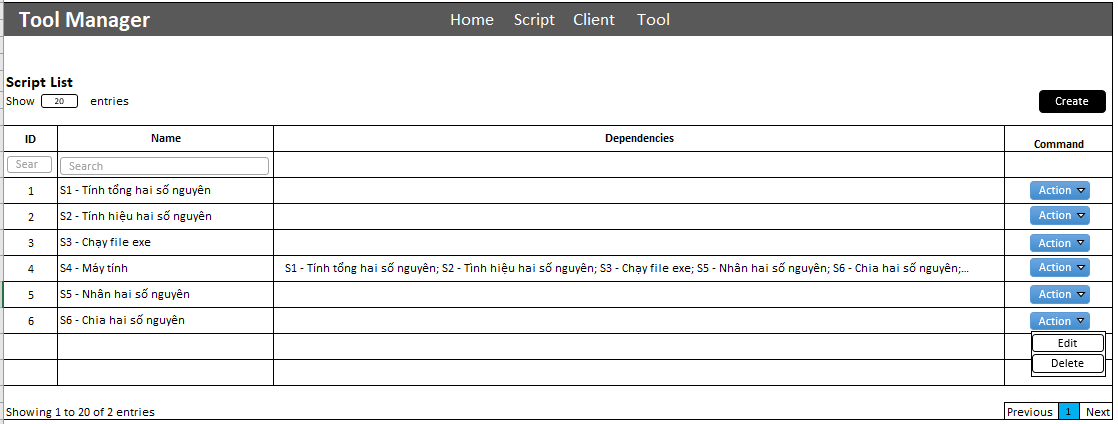 Tool Manager Home Script Client Tool
Script List
Show 20 entries
Create
ID Name Dependencies Command
Sear Search
1 S1 - Tính tổng hai số nguyên Action
2 S2 - Tính hiệu hai số nguyên Action
3 S3 - Chạy file exe Action
4 S4 - Máy tính S1 - Tính tổng hai số nguyên; S2 - Tình hiệu hai số nguyên; S3 - Chạy file exe; S5 - Nhân hai số nguyên; S6 - Chia hai số nguyên;... Action
5 S5 - Nhân hai số nguyên Action
6 S6 - Chia hai số nguyên Action
Edit
Delete
Showing 1 to 20 of 2 entries Previous 1 Next